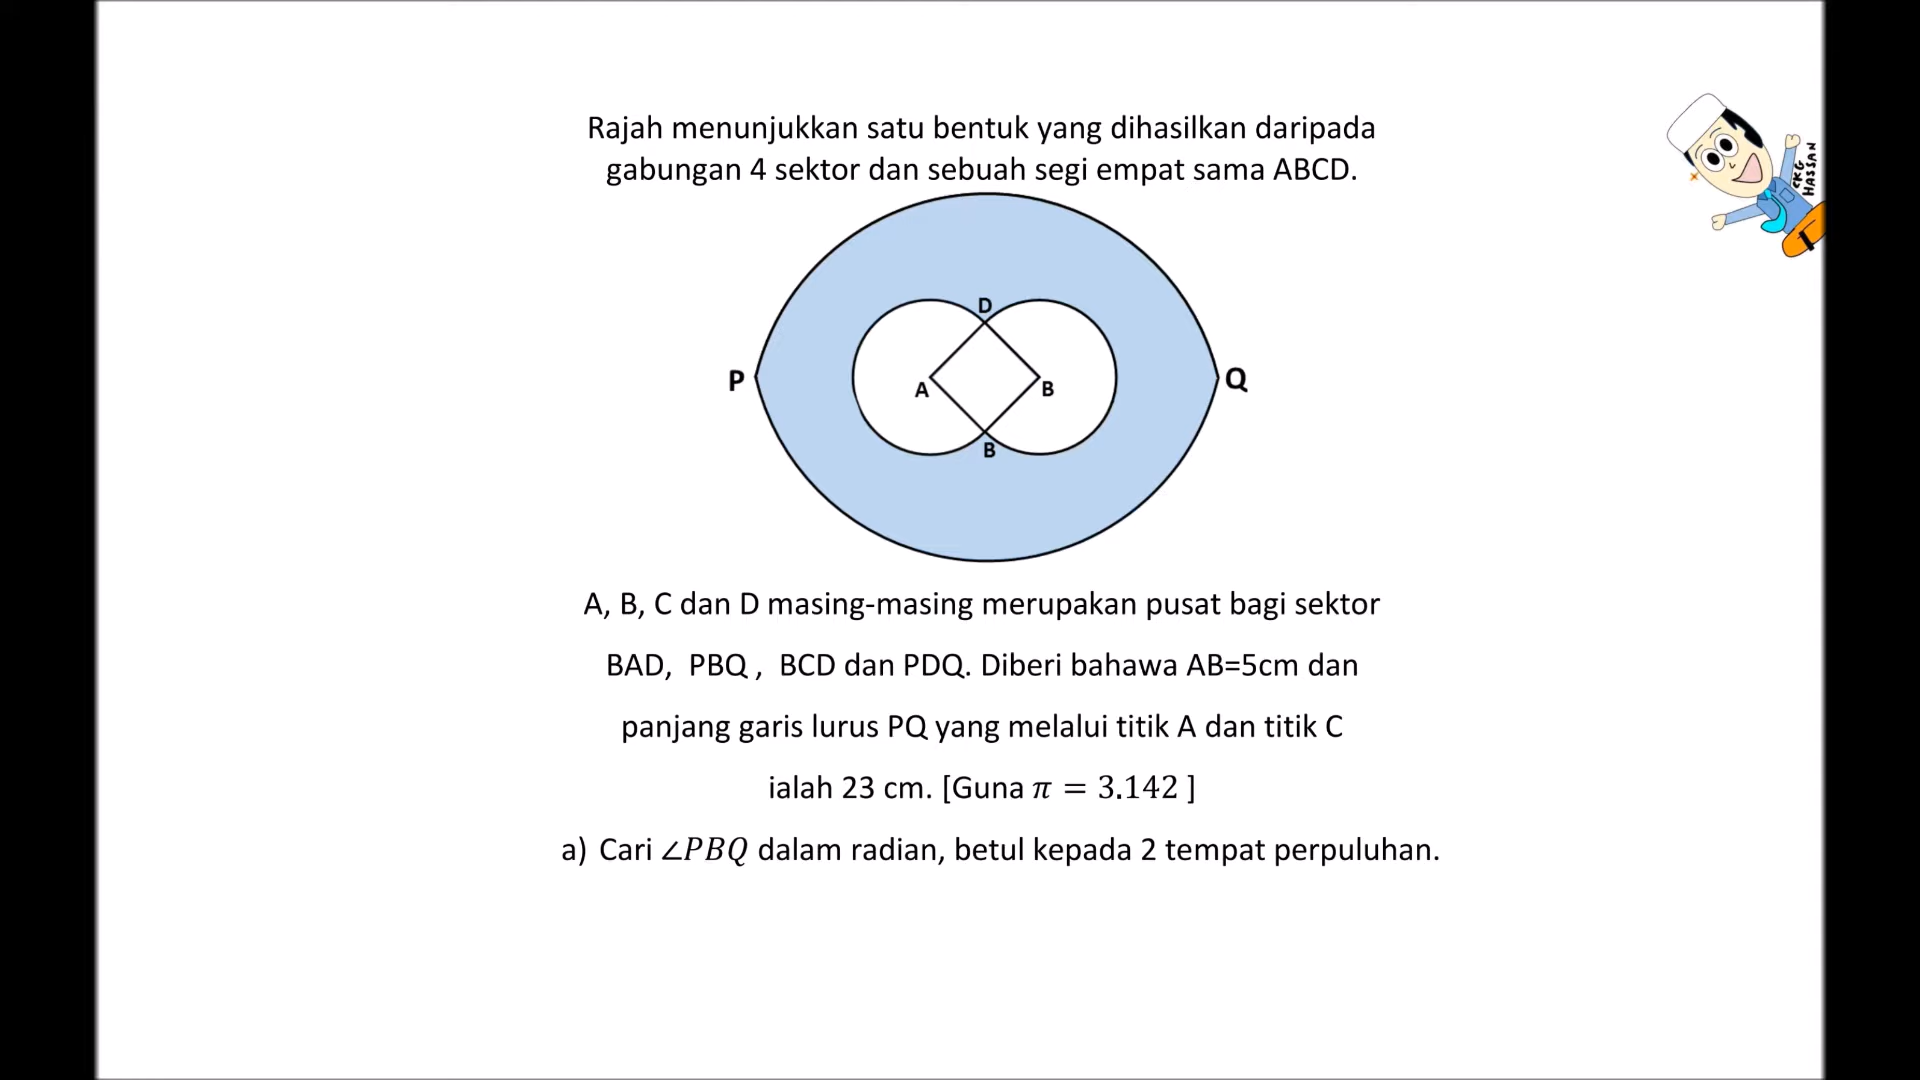 Rajah menunjukkan satu bentuk yang dihasilkan daripada
gabungan 4 sektor dan sebuah segi empat sama ABCD.
CKG HASSAN
D
P
A
B
Q
B
A, B, C dan D masing-masing merupakan pusat bagi sektor
BAD, PBQ , BCD dan PDQ. Diberi bahawa AB=5cm dan
panjang garis lurus PQ yang melalui titik A dan titik C
ialah 23 cm. [Guna π = 3.142 ]
a) Cari ∠PBQ dalam radian, betul kepada 2 tempat perpuluhan.